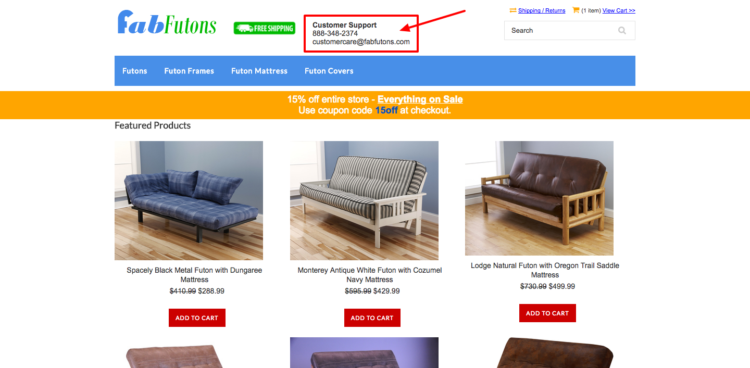 fabFutons
FREE SHIPPING
Customer Support
888-348-2374
customercare@fabfutons.com
Shipping / Returns
(1 item) View Cart >>
Search
Futons
Futon Frames
Futon Mattress
Futon Covers
15% off entire store - Everything on Sale
Use coupon code 15off at checkout.
Featured Products
Spacely Black Metal Futon with Dungaree
Mattress
$410.99 $288.99
ADD TO CART
Monterey Antique White Futon with Cozumel
Navy Mattress
$595.99 $429.99
ADD TO CART
Lodge Natural Futon with Oregon Trail Saddle
Mattress
$730.99 $499.99
ADD TO CART